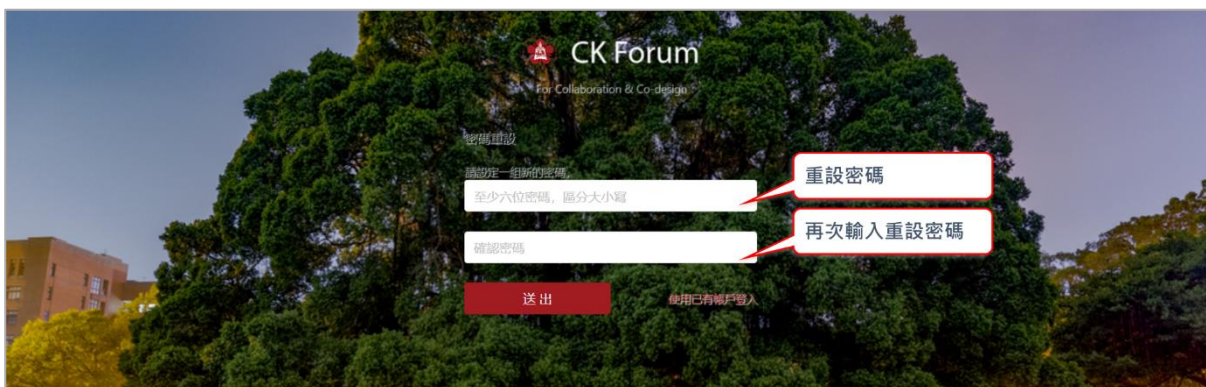 CK Forum
For Collaboration & Co-design
密碼重設
請設定一組新的密碼
至少六位密碼，區分大小寫
重設密碼
確認密碼
再次輸入重設密碼
送出
使用已有帳戶登入